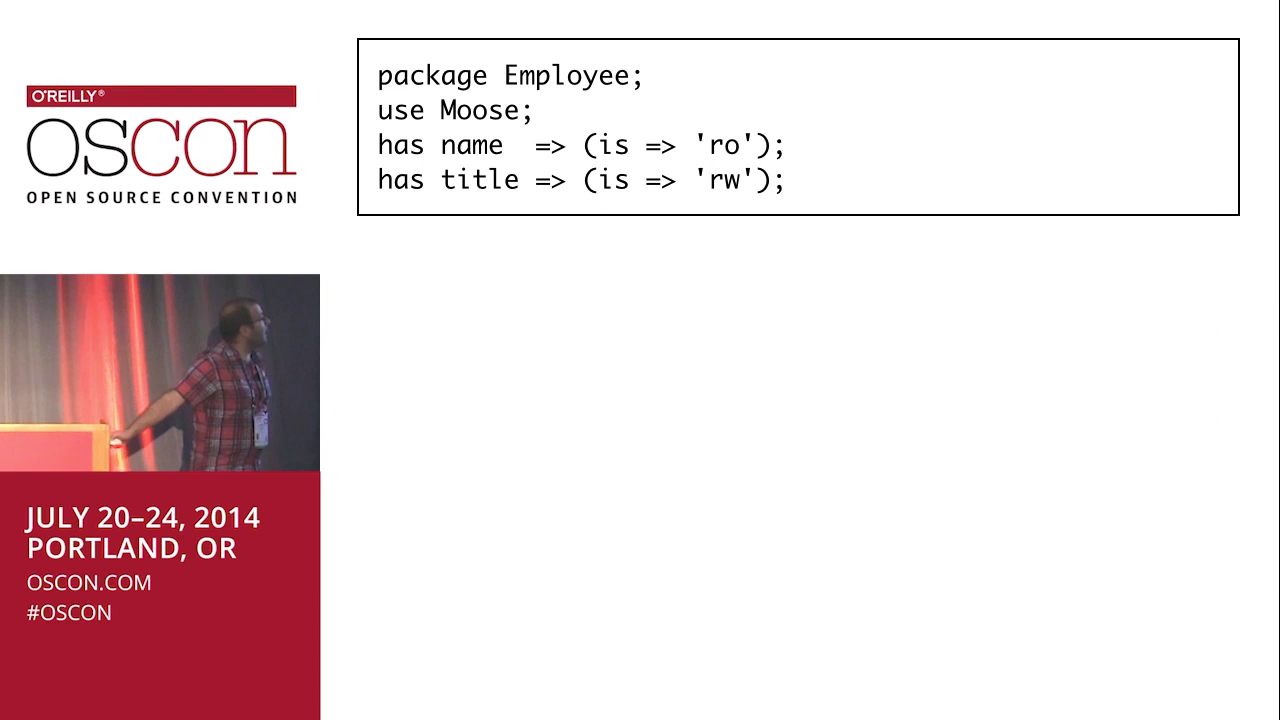 O'REILLY®
OSCON
OPEN SOURCE CONVENTION
JULY 20–24, 2014
PORTLAND, OR
OSCON.COM
#OSCON
package Employee;
use Moose;
has name  => (is => 'ro');
has title => (is => 'rw');